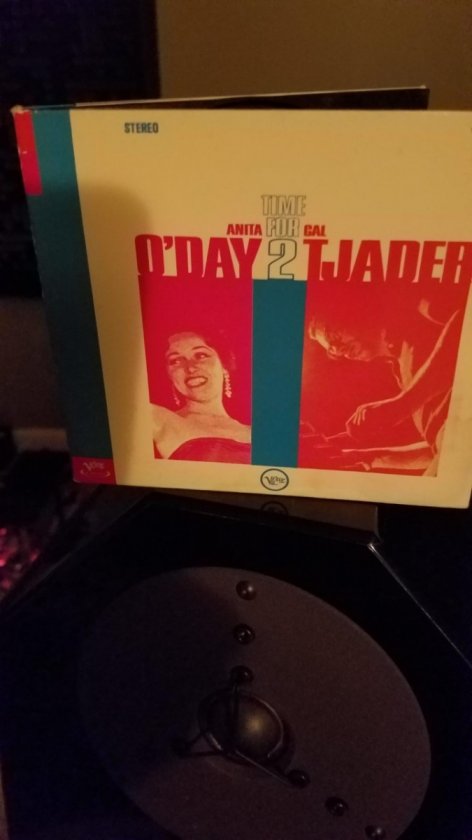 STEREO
TIME
ANITA FOR CAL
O'DAY 2 TJADER
Verve
Verve